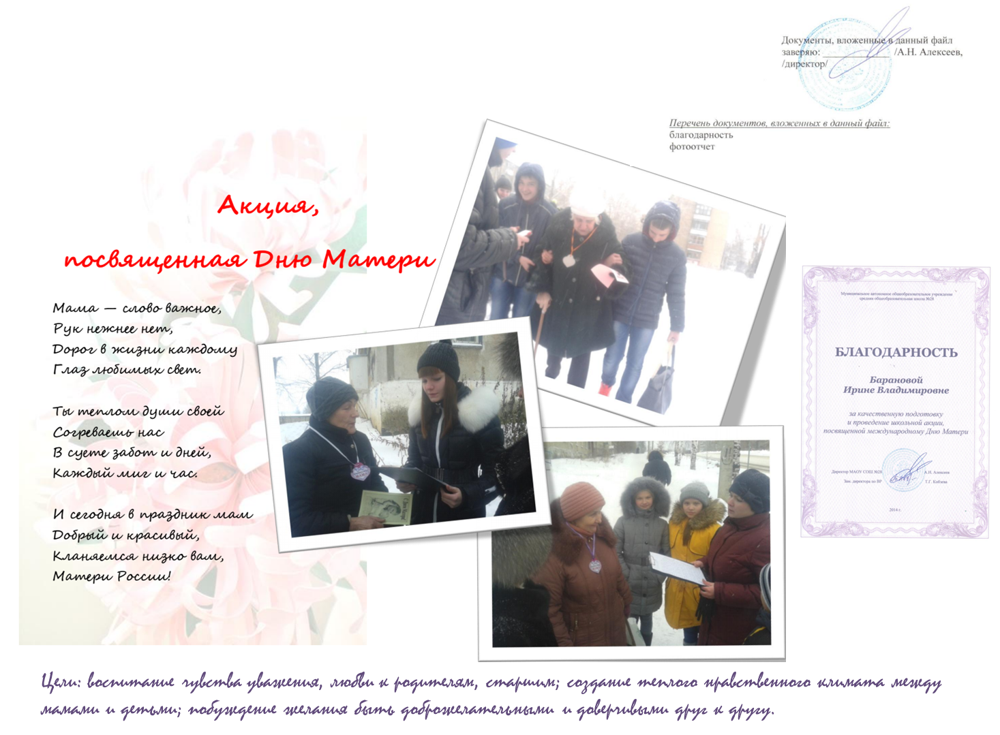 Документы, вложенные в данный файл
заверяю: ______________ /А.Н. Алексеев,
/директор/
Перечень документов, вложенных в данный файл:
благодарность
фотоотчет
Акция,
посвященная Дню Матери
Мама — слово важное,
Рук нежнее нет,
Дорог в жизни каждому
Глаз любимых свет.
Ты теплом души своей
Согреваешь нас
В суете забот и дней,
Каждый миг и час.
И сегодня в праздник мам
Добрый и красивый,
Кланяемся низко вам,
Матери России!
Муниципальное автономное общеобразовательное учреждение
средняя общеобразовательная школа №28
БЛАГОДАРНОСТЬ
Барановой
Ирине Владимировне
за качественную подготовку
и проведение школьной акции,
посвященной международному Дню Матери
Директор МАОУ СОШ №28 А.Н. Алексеев
Зам. директора по ВР Т.Г. Кобзева
2014 г.
Цели: воспитание чувства уважения, любви к родителям, старшим; создание теплого нравственного климата между
мамами и детьми; побуждение желания быть доброжелательными и доверчивыми друг к другу.